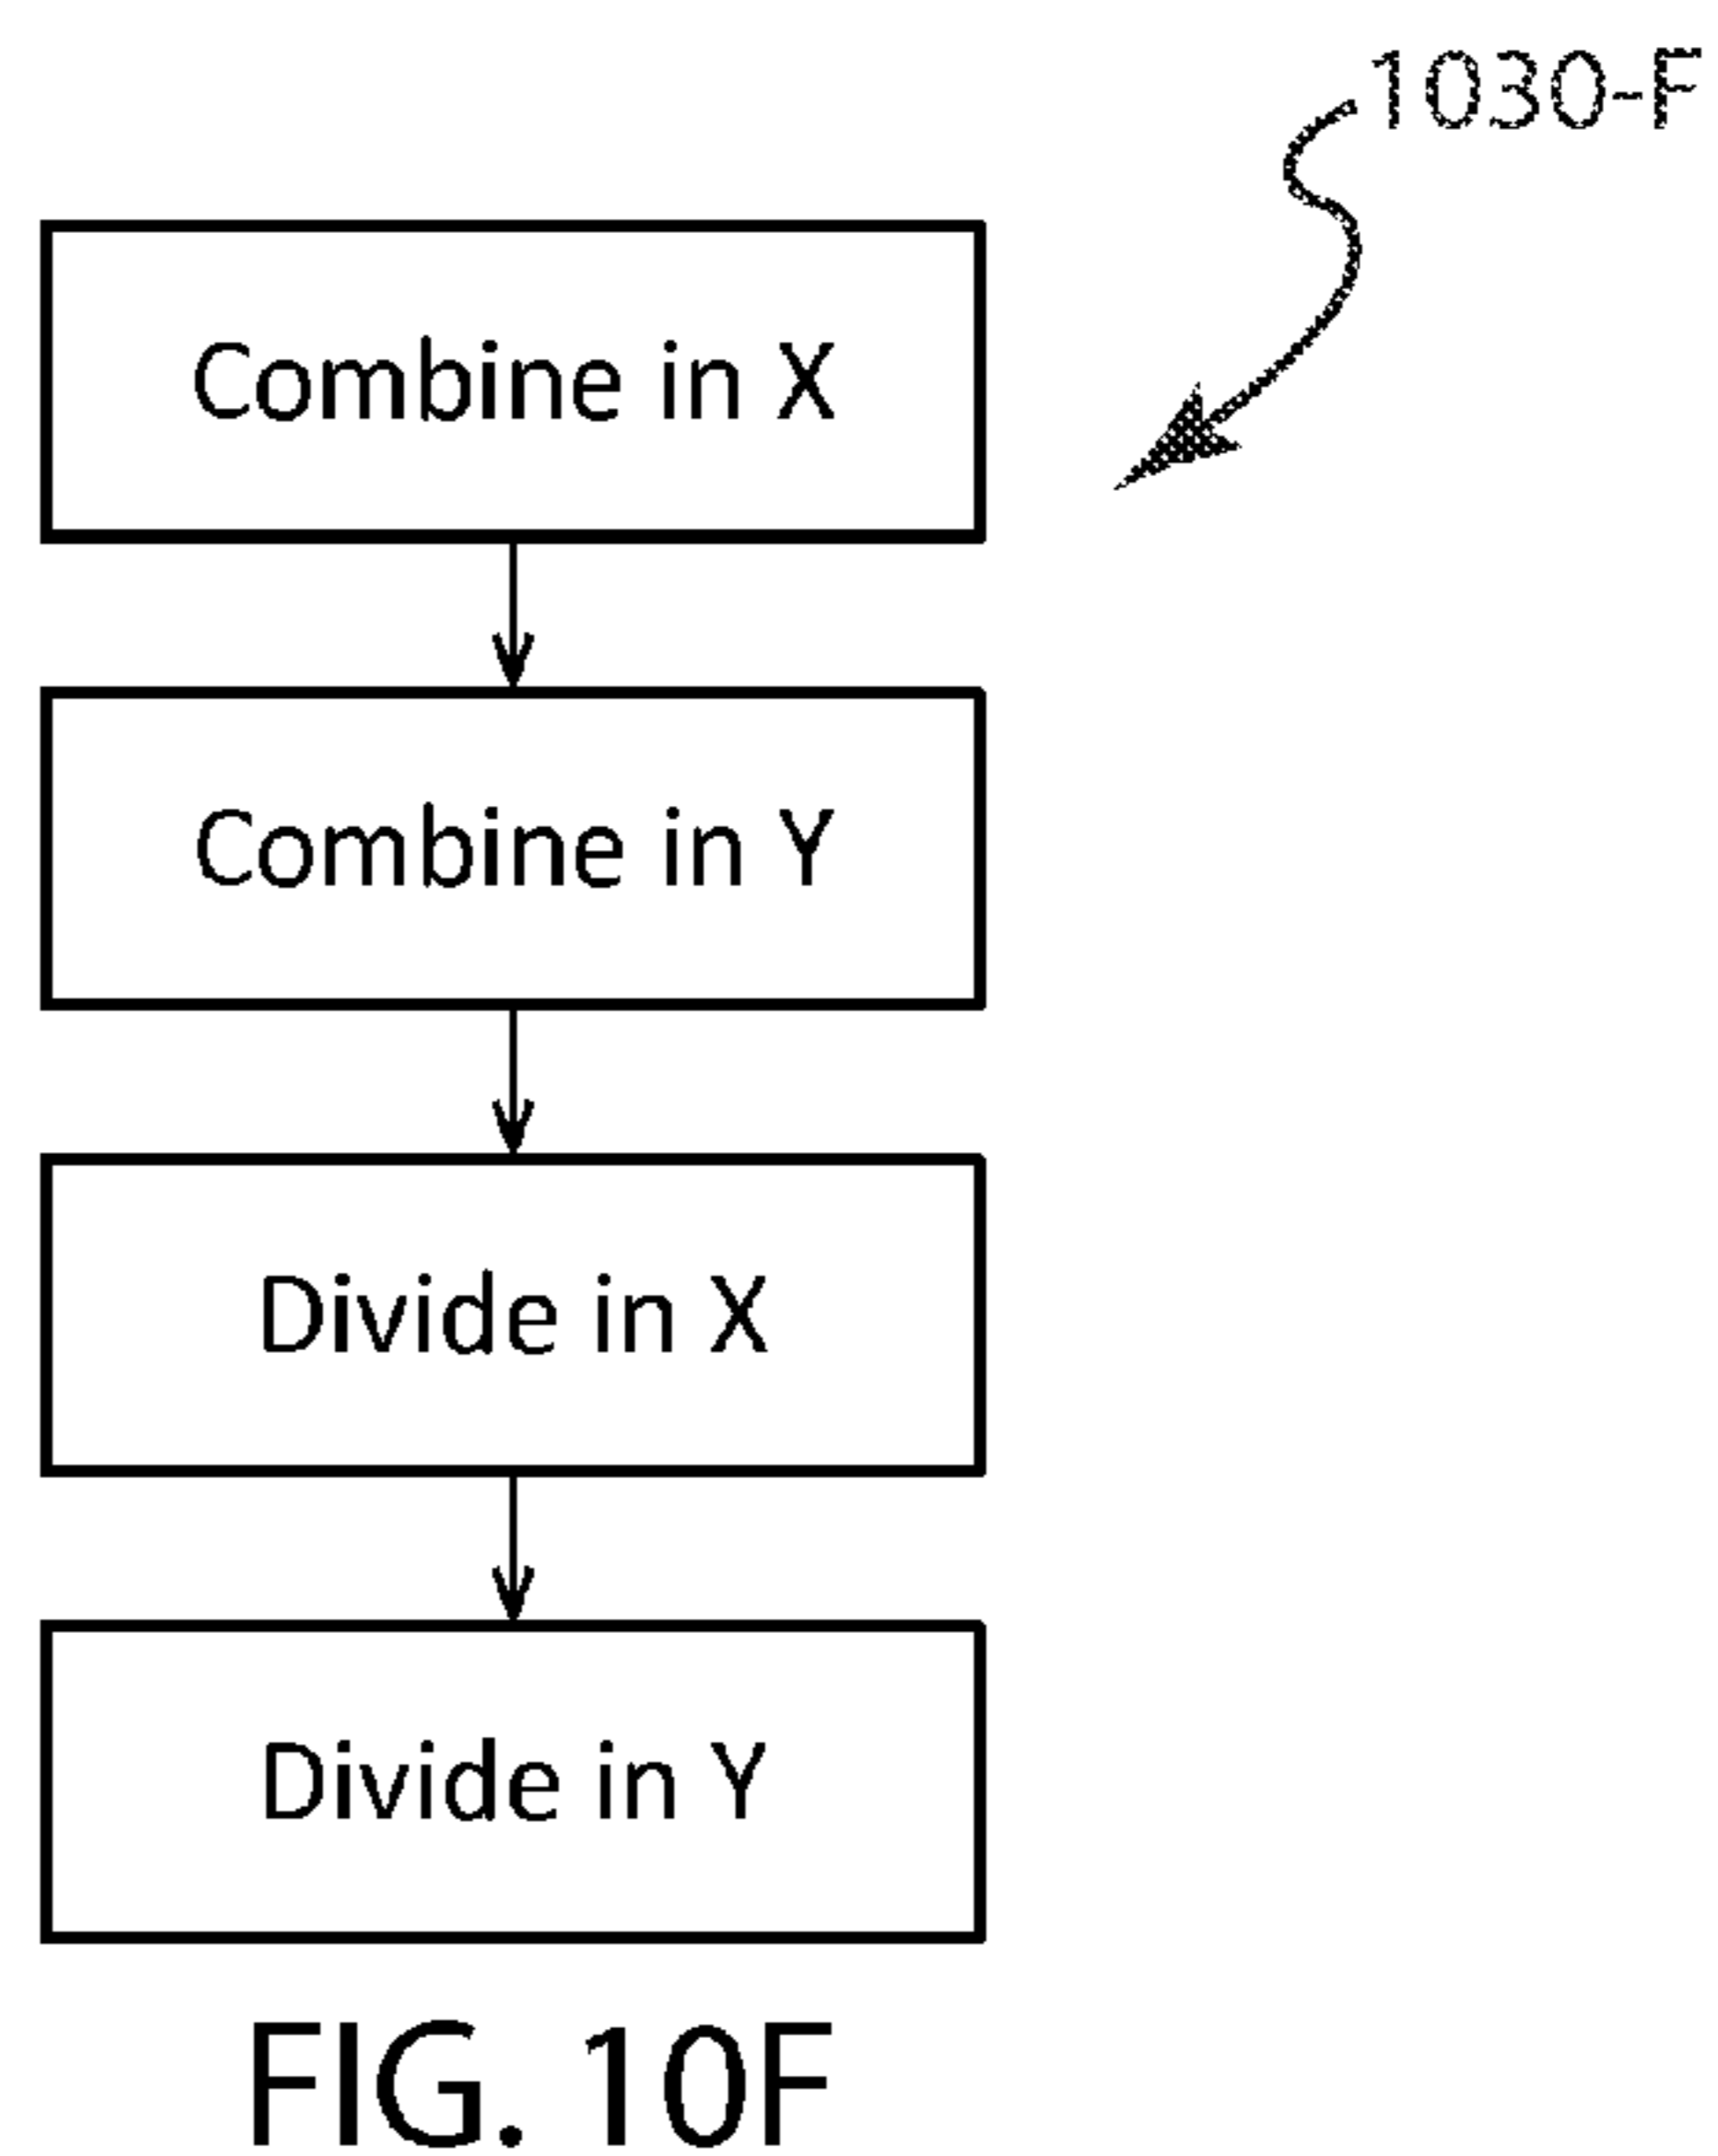 1030-F
Combine in X
Combine in Y
Divide in X
Divide in Y
FIG. 10F